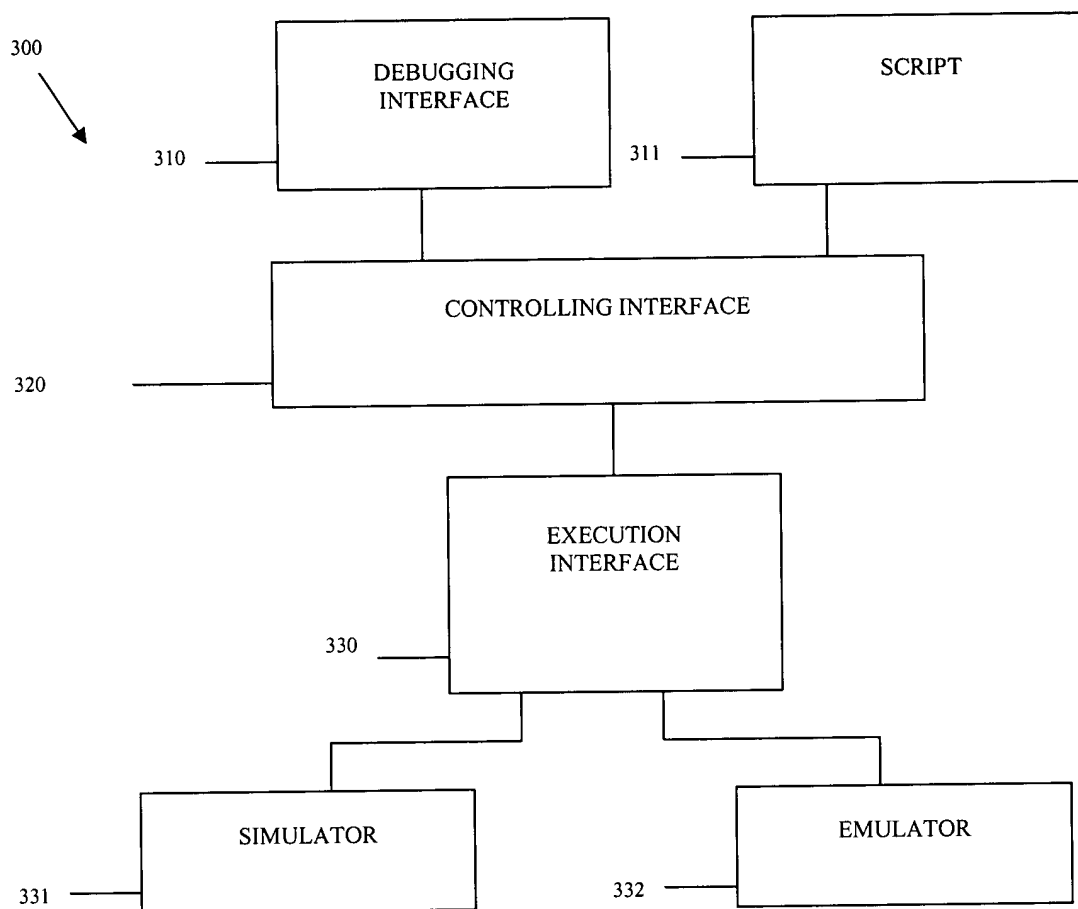 300
DEBUGGING
INTERFACE
SCRIPT
310
311
CONTROLLING INTERFACE
320
EXECUTION
INTERFACE
330
SIMULATOR
EMULATOR
331
332